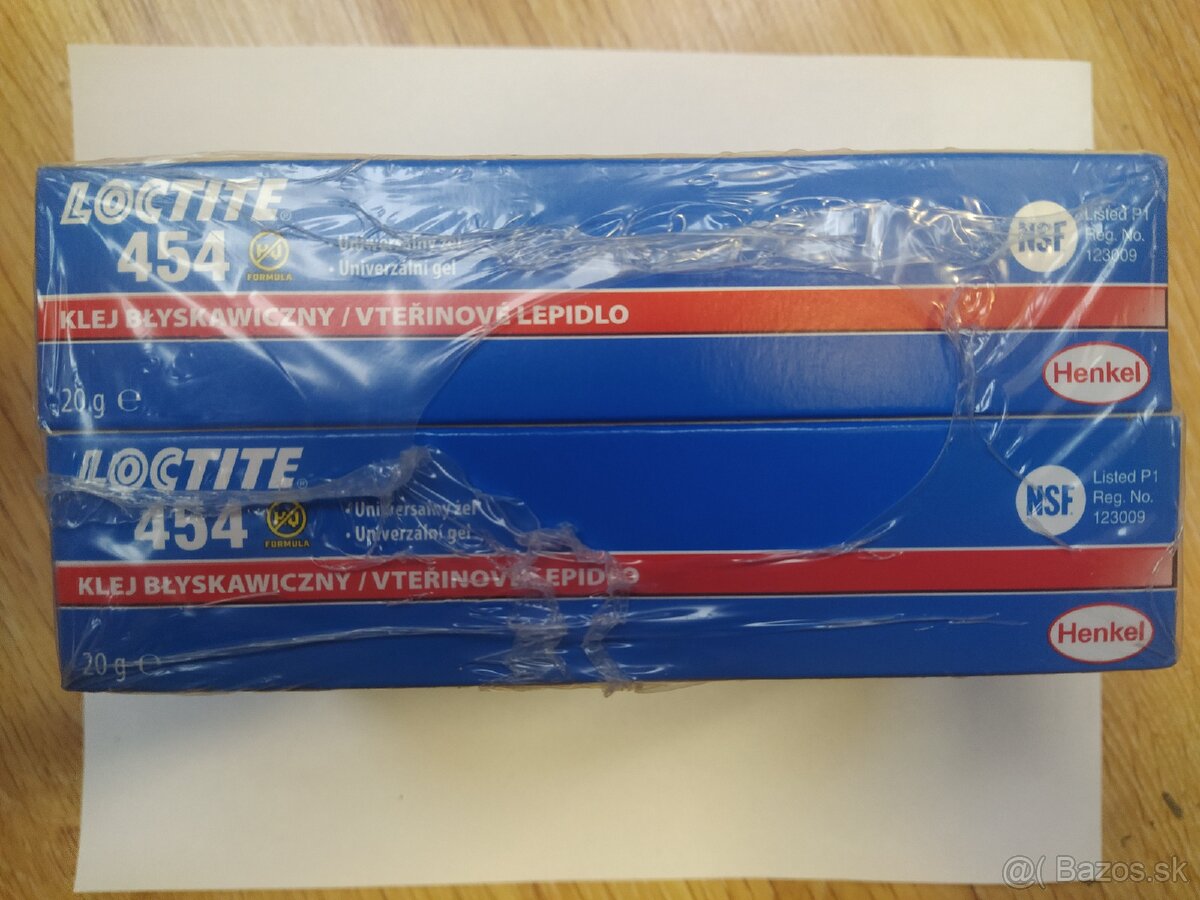 LOCTITE®
454
FORMULA
• Uniwersalny żel
• Univerzální gel
NSF
Listed P1
Reg. No.
123009
KLEJ BŁYSKAWICZNY / VTEŘINOVÉ LEPIDLO
20 g ℮
Henkel
LOCTITE®
454
FORMULA
• Uniwersalny żel
• Univerzální gel
NSF
Listed P1
Reg. No.
123009
KLEJ BŁYSKAWICZNY / VTEŘINOVÉ LEPIDLO
20 g ℮
Henkel
@( Bazos.sk